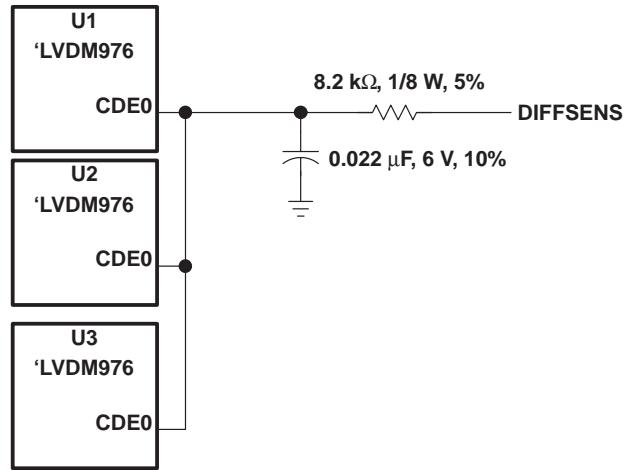 U1
‘LVDM976
CDE0
8.2 kΩ, 1/8 W, 5%
DIFFSENS
0.022 μF, 6 V, 10%
U2
‘LVDM976
CDE0
U3
‘LVDM976
CDE0